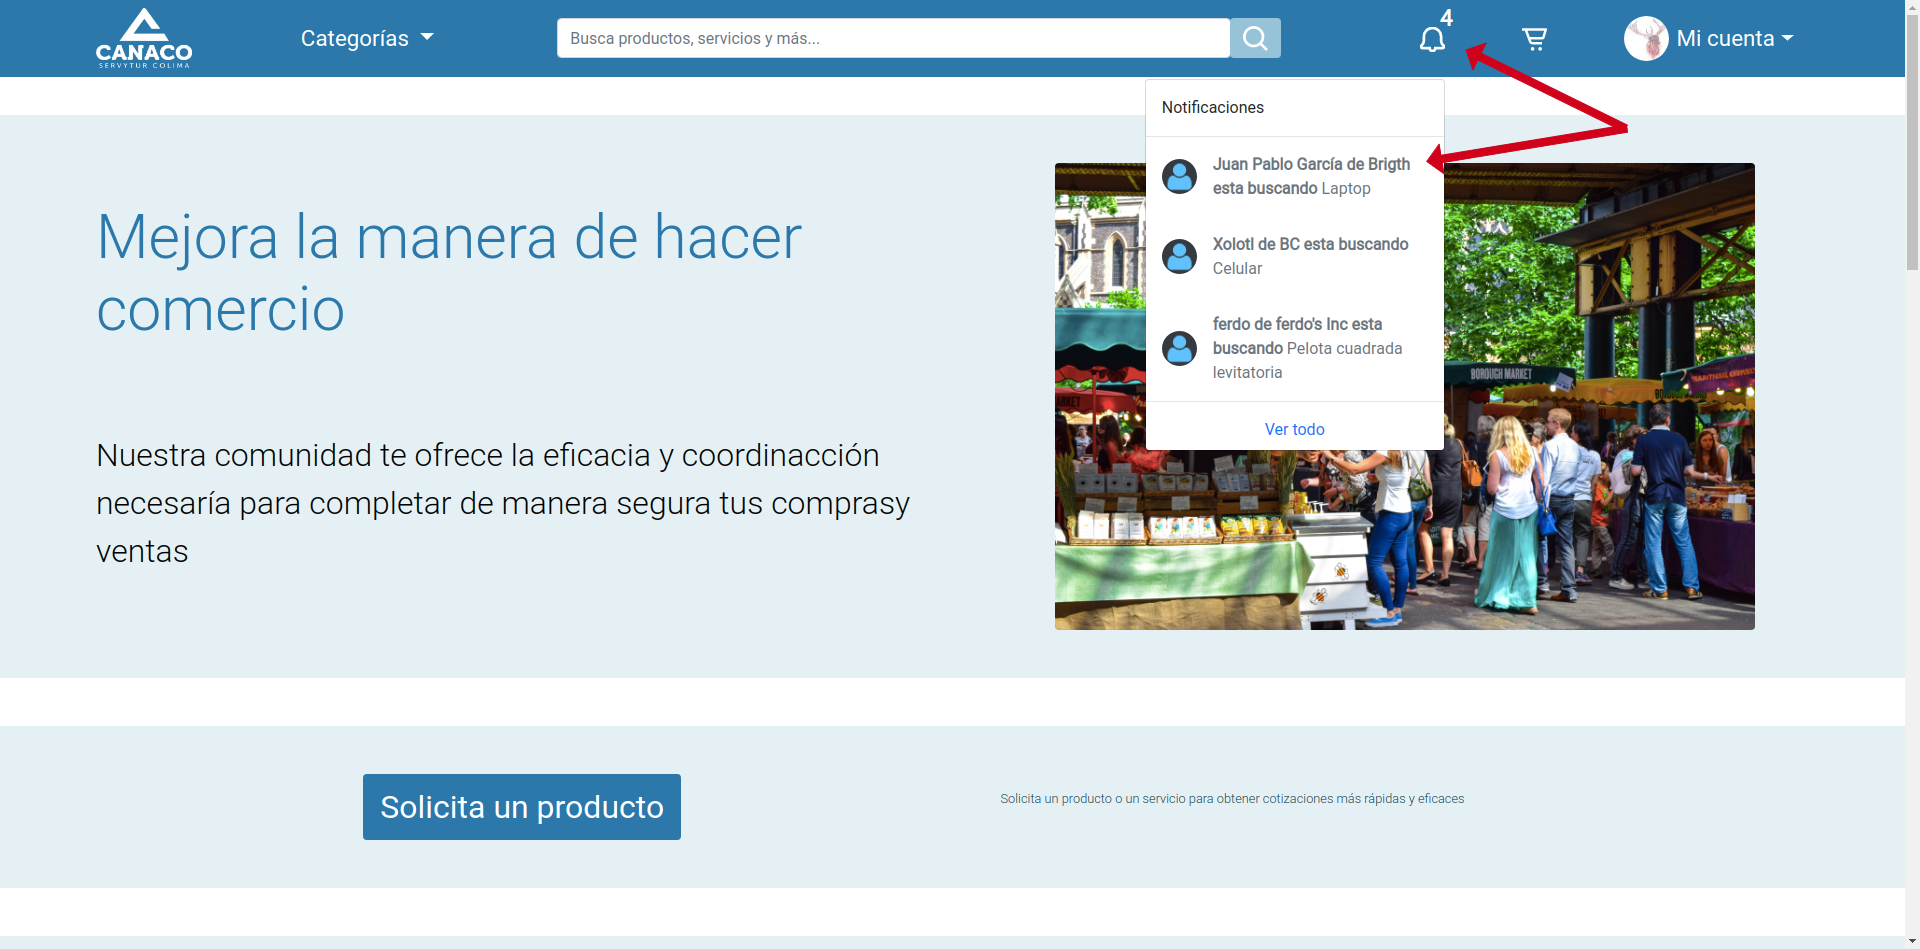 CANACO
SERVYTUR COLIMA
Categorías
Busca productos, servicios y más...
4
Mi cuenta
Notificaciones
Juan Pablo García de Brigth
esta buscando Laptop
Xolotl de BC esta buscando
Celular
ferdo de ferdo's Inc esta
buscando Pelota cuadrada
levitatoria
Ver todo
Mejora la manera de hacer
comercio
Nuestra comunidad te ofrece la eficacia y coordinacción
necesaría para completar de manera segura tus comprasy
ventas
BOROUGH MARKET
MARKET
Solicita un producto
Solicita un producto o un servicio para obtener cotizaciones más rápidas y eficaces